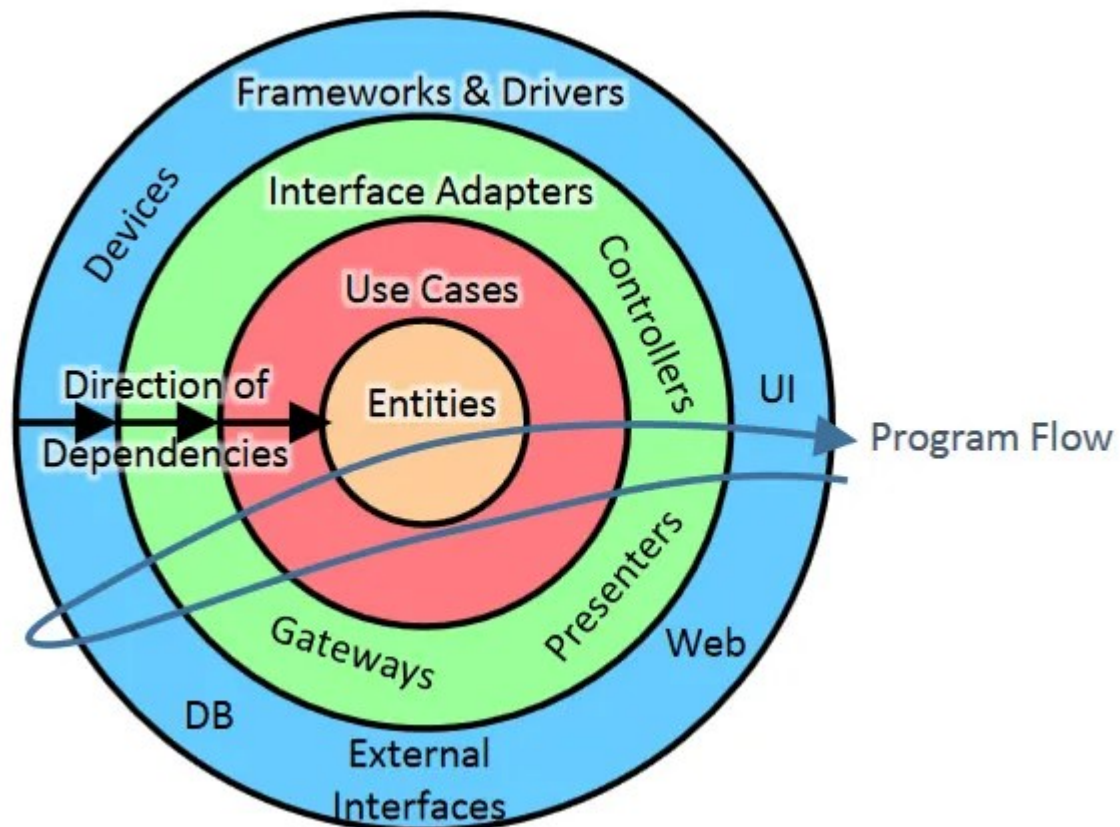 Frameworks & Drivers
Devices
Interface Adapters
Controllers
Use Cases
Direction of
Dependencies
Entities
UI
Program Flow
Presenters
Gateways
Web
DB
External
Interfaces